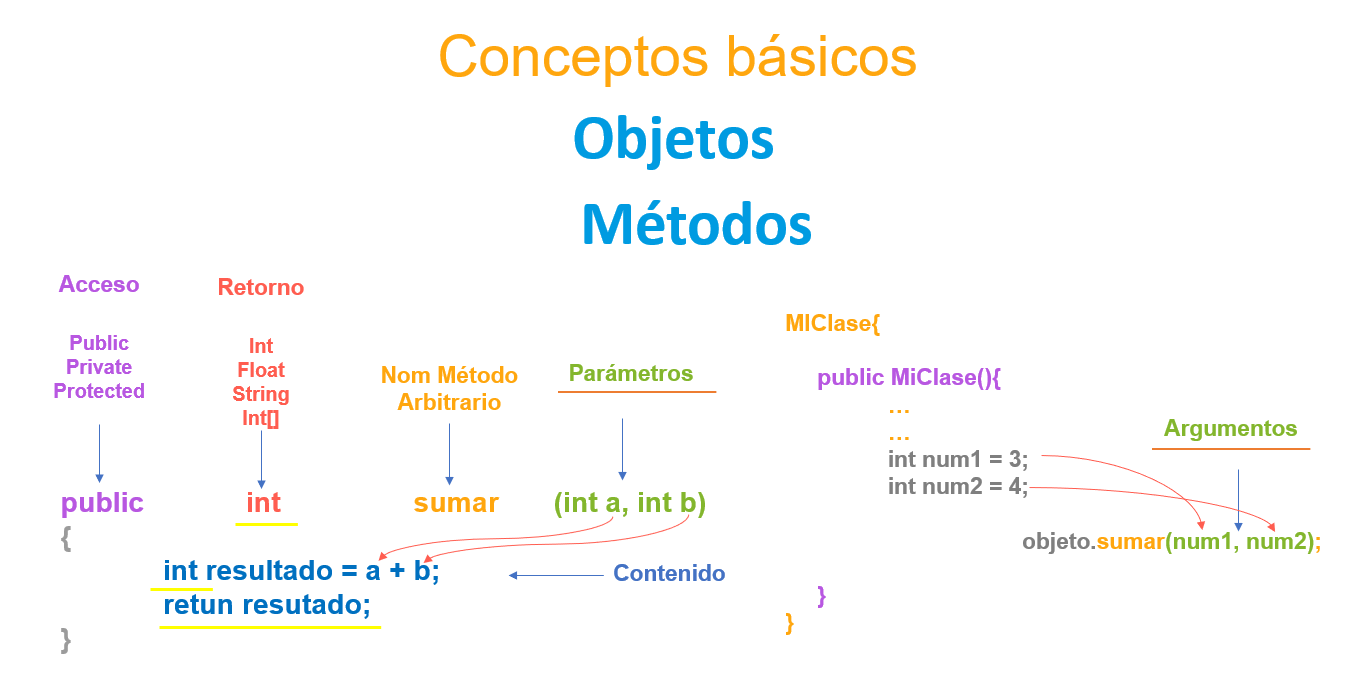 Conceptos básicos
Objetos
Métodos
Acceso
Public
Private
Protected
Retorno
Int
Float
String
Int[]
Nom Método
Arbitrario
Parámetros
public int sumar (int a, int b)
{
int resultado = a + b;
retun resutado;
}
Contenido
MIClase{
public MiClase(){
...
...
int num1 = 3;
int num2 = 4;
Argumentos
objeto.sumar(num1, num2);
}
}